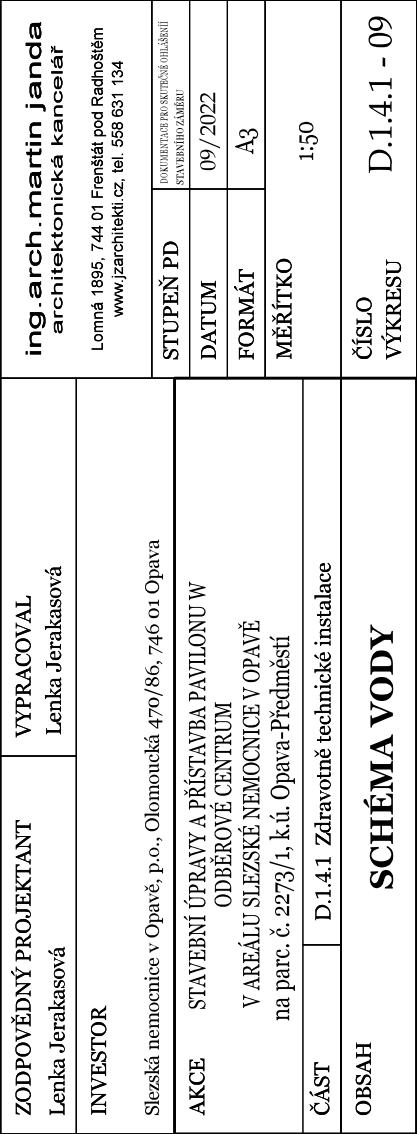 ZODPOVĚDNÝ PROJEKTANT
Lenka Jerakasová
VYPRACOVAL
Lenka Jerakasová
ing.arch.martin janda
architektonická kancelář
Lomná 1895, 744 01 Frenštát pod Radhoštěm
www.jzarchitekti.cz, tel. 558 631 134
INVESTOR
Slezská nemocnice v Opavě, p.o., Olomoucká 470/86, 746 01 Opava
STUPEŇ PD
DOKUMENTACE PRO SKUTEČNÉ OHLÁŠENÍÍ
STAVEBNÍHO ZÁMĚRU
AKCE
STAVEBNÍ ÚPRAVY A PŘÍSTAVBA PAVILONU W
ODBĚROVÉ CENTRUM
V AREÁLU SLEZSKÉ NEMOCNICE V OPAVĚ
na parc. č. 2273/1, k.ú. Opava-Předměstí
DATUM
09/2022
FORMÁT
A3
MĚŘÍTKO
1:50
ČÁST
D.1.4.1 Zdravotně technické instalace
OBSAH
SCHÉMA VODY
ČÍSLO
VÝKRESU
D.1.4.1 - 09